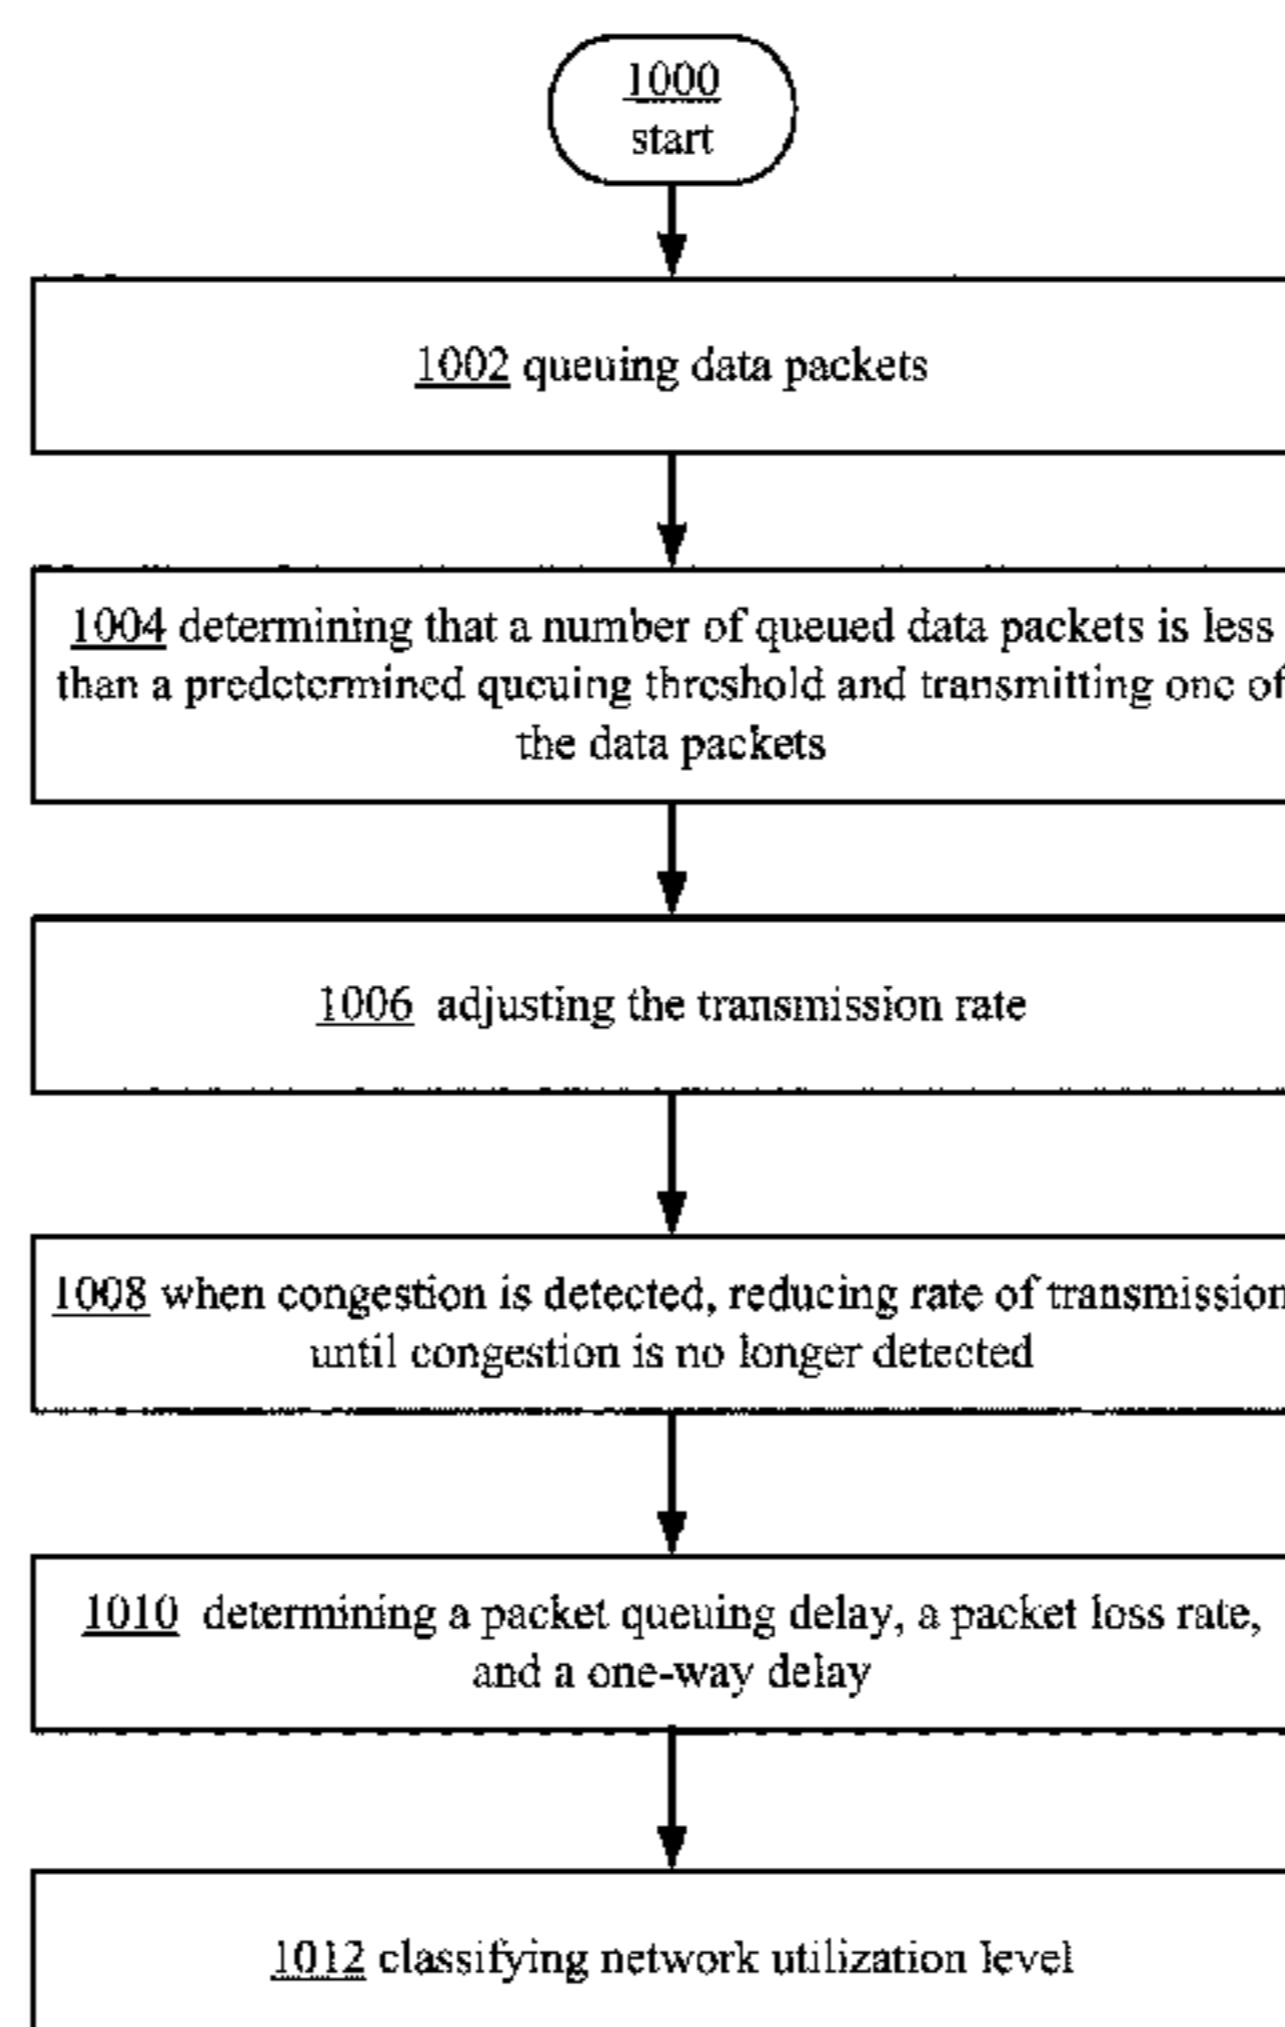 1000
start
1002 queuing data packets
1004 determining that a number of queued data packets is less
than a predetermined queuing threshold and transmitting one of
the data packets
1006 adjusting the transmission rate
1008 when congestion is detected, reducing rate of transmission
until congestion is no longer detected
1010 determining a packet queuing delay, a packet loss rate,
and a one-way delay
1012 classifying network utilization level